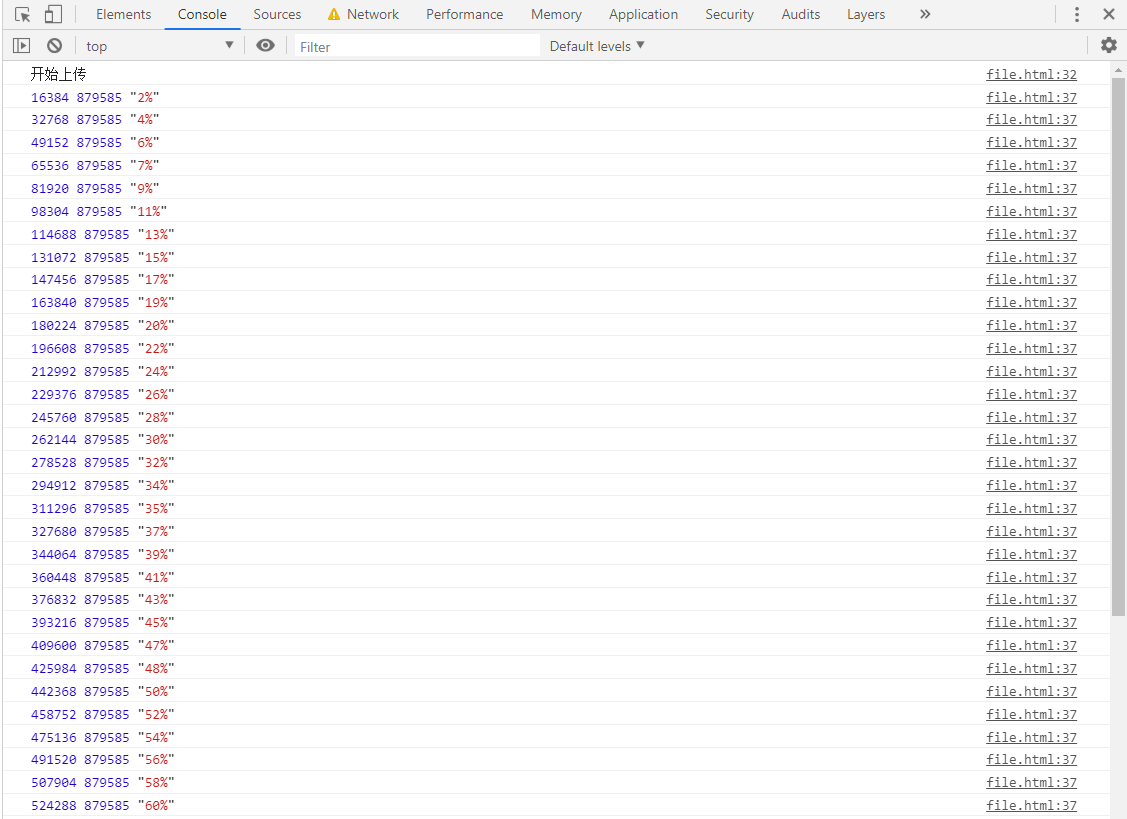 Elements Console Sources Network Performance Memory Application Security Audits Layers »
top Filter Default levels
开始上传 file.html:32
16384 879585 "2%" file.html:37
32768 879585 "4%" file.html:37
49152 879585 "6%" file.html:37
65536 879585 "7%" file.html:37
81920 879585 "9%" file.html:37
98304 879585 "11%" file.html:37
114688 879585 "13%" file.html:37
131072 879585 "15%" file.html:37
147456 879585 "17%" file.html:37
163840 879585 "19%" file.html:37
180224 879585 "20%" file.html:37
196608 879585 "22%" file.html:37
212992 879585 "24%" file.html:37
229376 879585 "26%" file.html:37
245760 879585 "28%" file.html:37
262144 879585 "30%" file.html:37
278528 879585 "32%" file.html:37
294912 879585 "34%" file.html:37
311296 879585 "35%" file.html:37
327680 879585 "37%" file.html:37
344064 879585 "39%" file.html:37
360448 879585 "41%" file.html:37
376832 879585 "43%" file.html:37
393216 879585 "45%" file.html:37
409600 879585 "47%" file.html:37
425984 879585 "48%" file.html:37
442368 879585 "50%" file.html:37
458752 879585 "52%" file.html:37
475136 879585 "54%" file.html:37
491520 879585 "56%" file.html:37
507904 879585 "58%" file.html:37
524288 879585 "60%" file.html:37